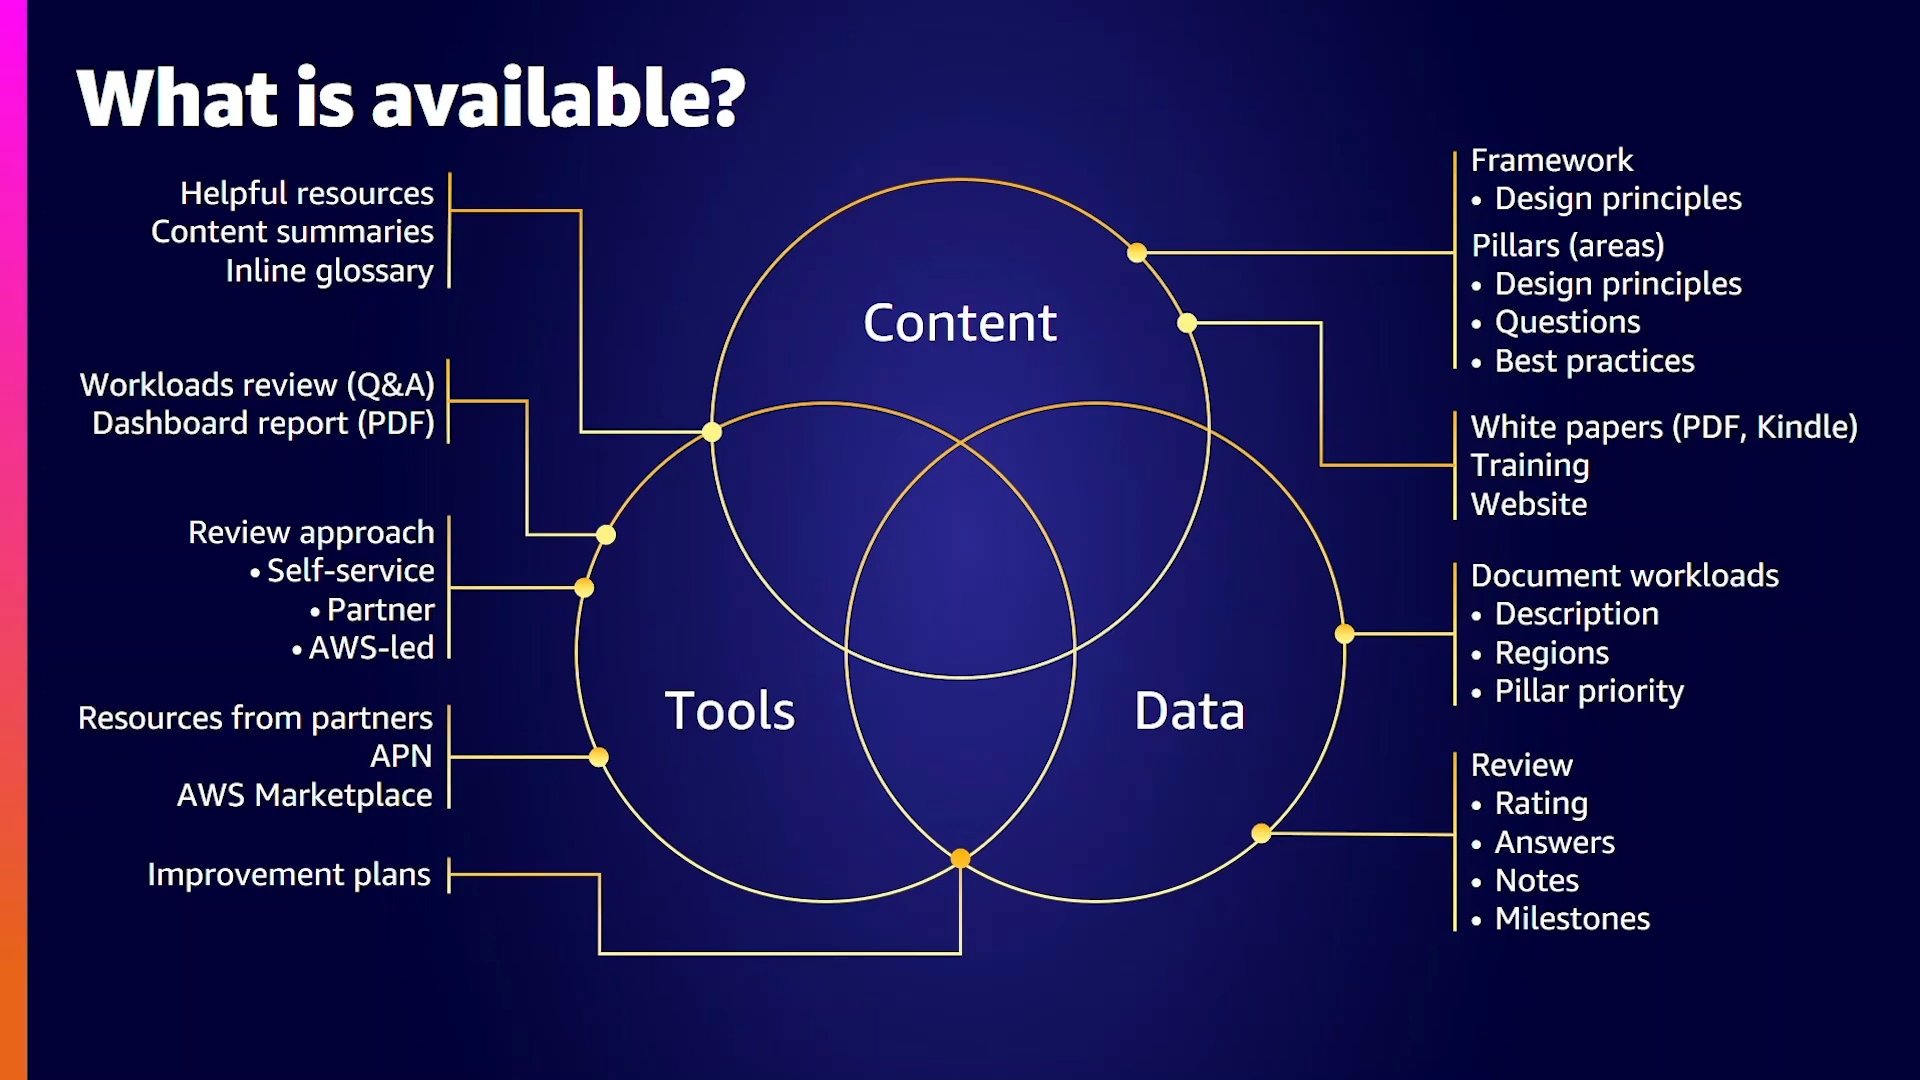 What is available?
Helpful resources
Content summaries
Inline glossary
Workloads review (Q&A)
Dashboard report (PDF)
Review approach
• Self-service
• Partner
• AWS-led
Resources from partners
APN
AWS Marketplace
Improvement plans
Content
Tools
Data
Framework
• Design principles
Pillars (areas)
• Design principles
• Questions
• Best practices
White papers (PDF, Kindle)
Training
Website
Document workloads
• Description
• Regions
• Pillar priority
Review
• Rating
• Answers
• Notes
• Milestones